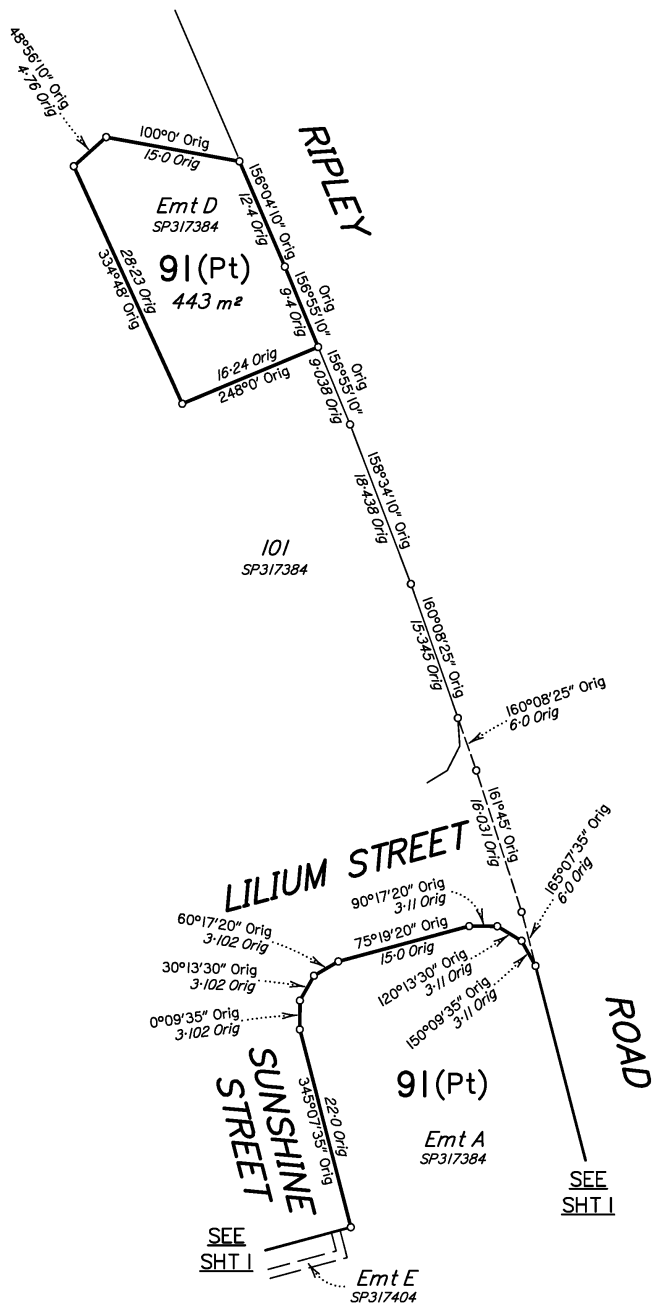 48°56'10" Orig
4·76 Orig
100°0' Orig
15·0 Orig
RIPLEY
156°04'10" Orig
12·4 Orig
Emt D
SP317384
91(Pt)
443 m²
334°48' Orig
28·23 Orig
Orig
156°55'10"
9·4 Orig
16·24 Orig
248°0' Orig
Orig
156°55'10"
9·038 Orig
158°34'10" Orig
18·438 Orig
101
SP317384
160°08'25" Orig
15·345 Orig
160°08'25" Orig
6·0 Orig
161°45' Orig
16·031 Orig
LILIUM STREET
165°07'35" Orig
6·0 Orig
90°17'20" Orig
3·11 Orig
60°17'20" Orig
3·102 Orig
75°19'20" Orig
15·0 Orig
30°13'30" Orig
3·102 Orig
120°13'30" Orig
3·11 Orig
0°09'35" Orig
3·102 Orig
150°09'35" Orig
3·11 Orig
ROAD
SUNSHINE
STREET
22·0 Orig
345°07'35" Orig
91(Pt)
Emt A
SP317384
SEE
SHT 1
SEE
SHT 1
Emt E
SP317404